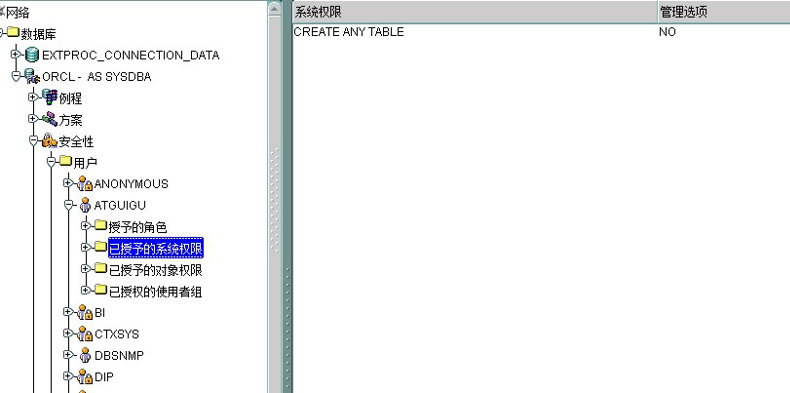 网络
数据库
EXTPROC_CONNECTION_DATA
ORCL - AS SYSDBA
例程
方案
安全性
用户
ANONYMOUS
ATGUIGU
授予的角色
已授予的系统权限
已授予的对象权限
已授权的使用者组
BI
CTXSYS
DBSNMP
DIP
系统权限 管理选项
CREATE ANY TABLE NO